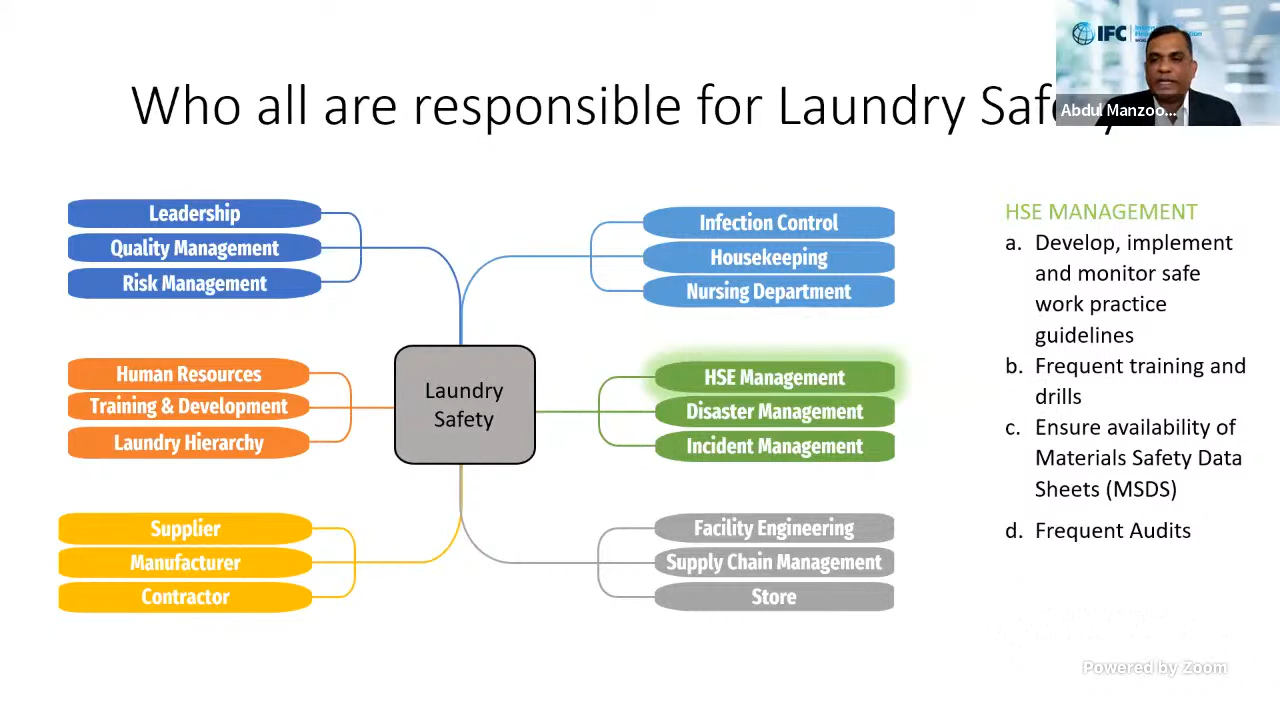 IFC
Who all are responsible for Laundry Saf
Abdul Manzoo...
Leadership
Quality Management
Risk Management
Infection Control
Housekeeping
Nursing Department
Human Resources
Training & Development
Laundry Hierarchy
Laundry
Safety
HSE Management
Disaster Management
Incident Management
Supplier
Manufacturer
Contractor
Facility Engineering
Supply Chain Management
Store
HSE MANAGEMENT
a. Develop, implement
and monitor safe
work practice
guidelines
b. Frequent training and
drills
c. Ensure availability of
Materials Safety Data
Sheets (MSDS)
d. Frequent Audits
Powered by Zoom